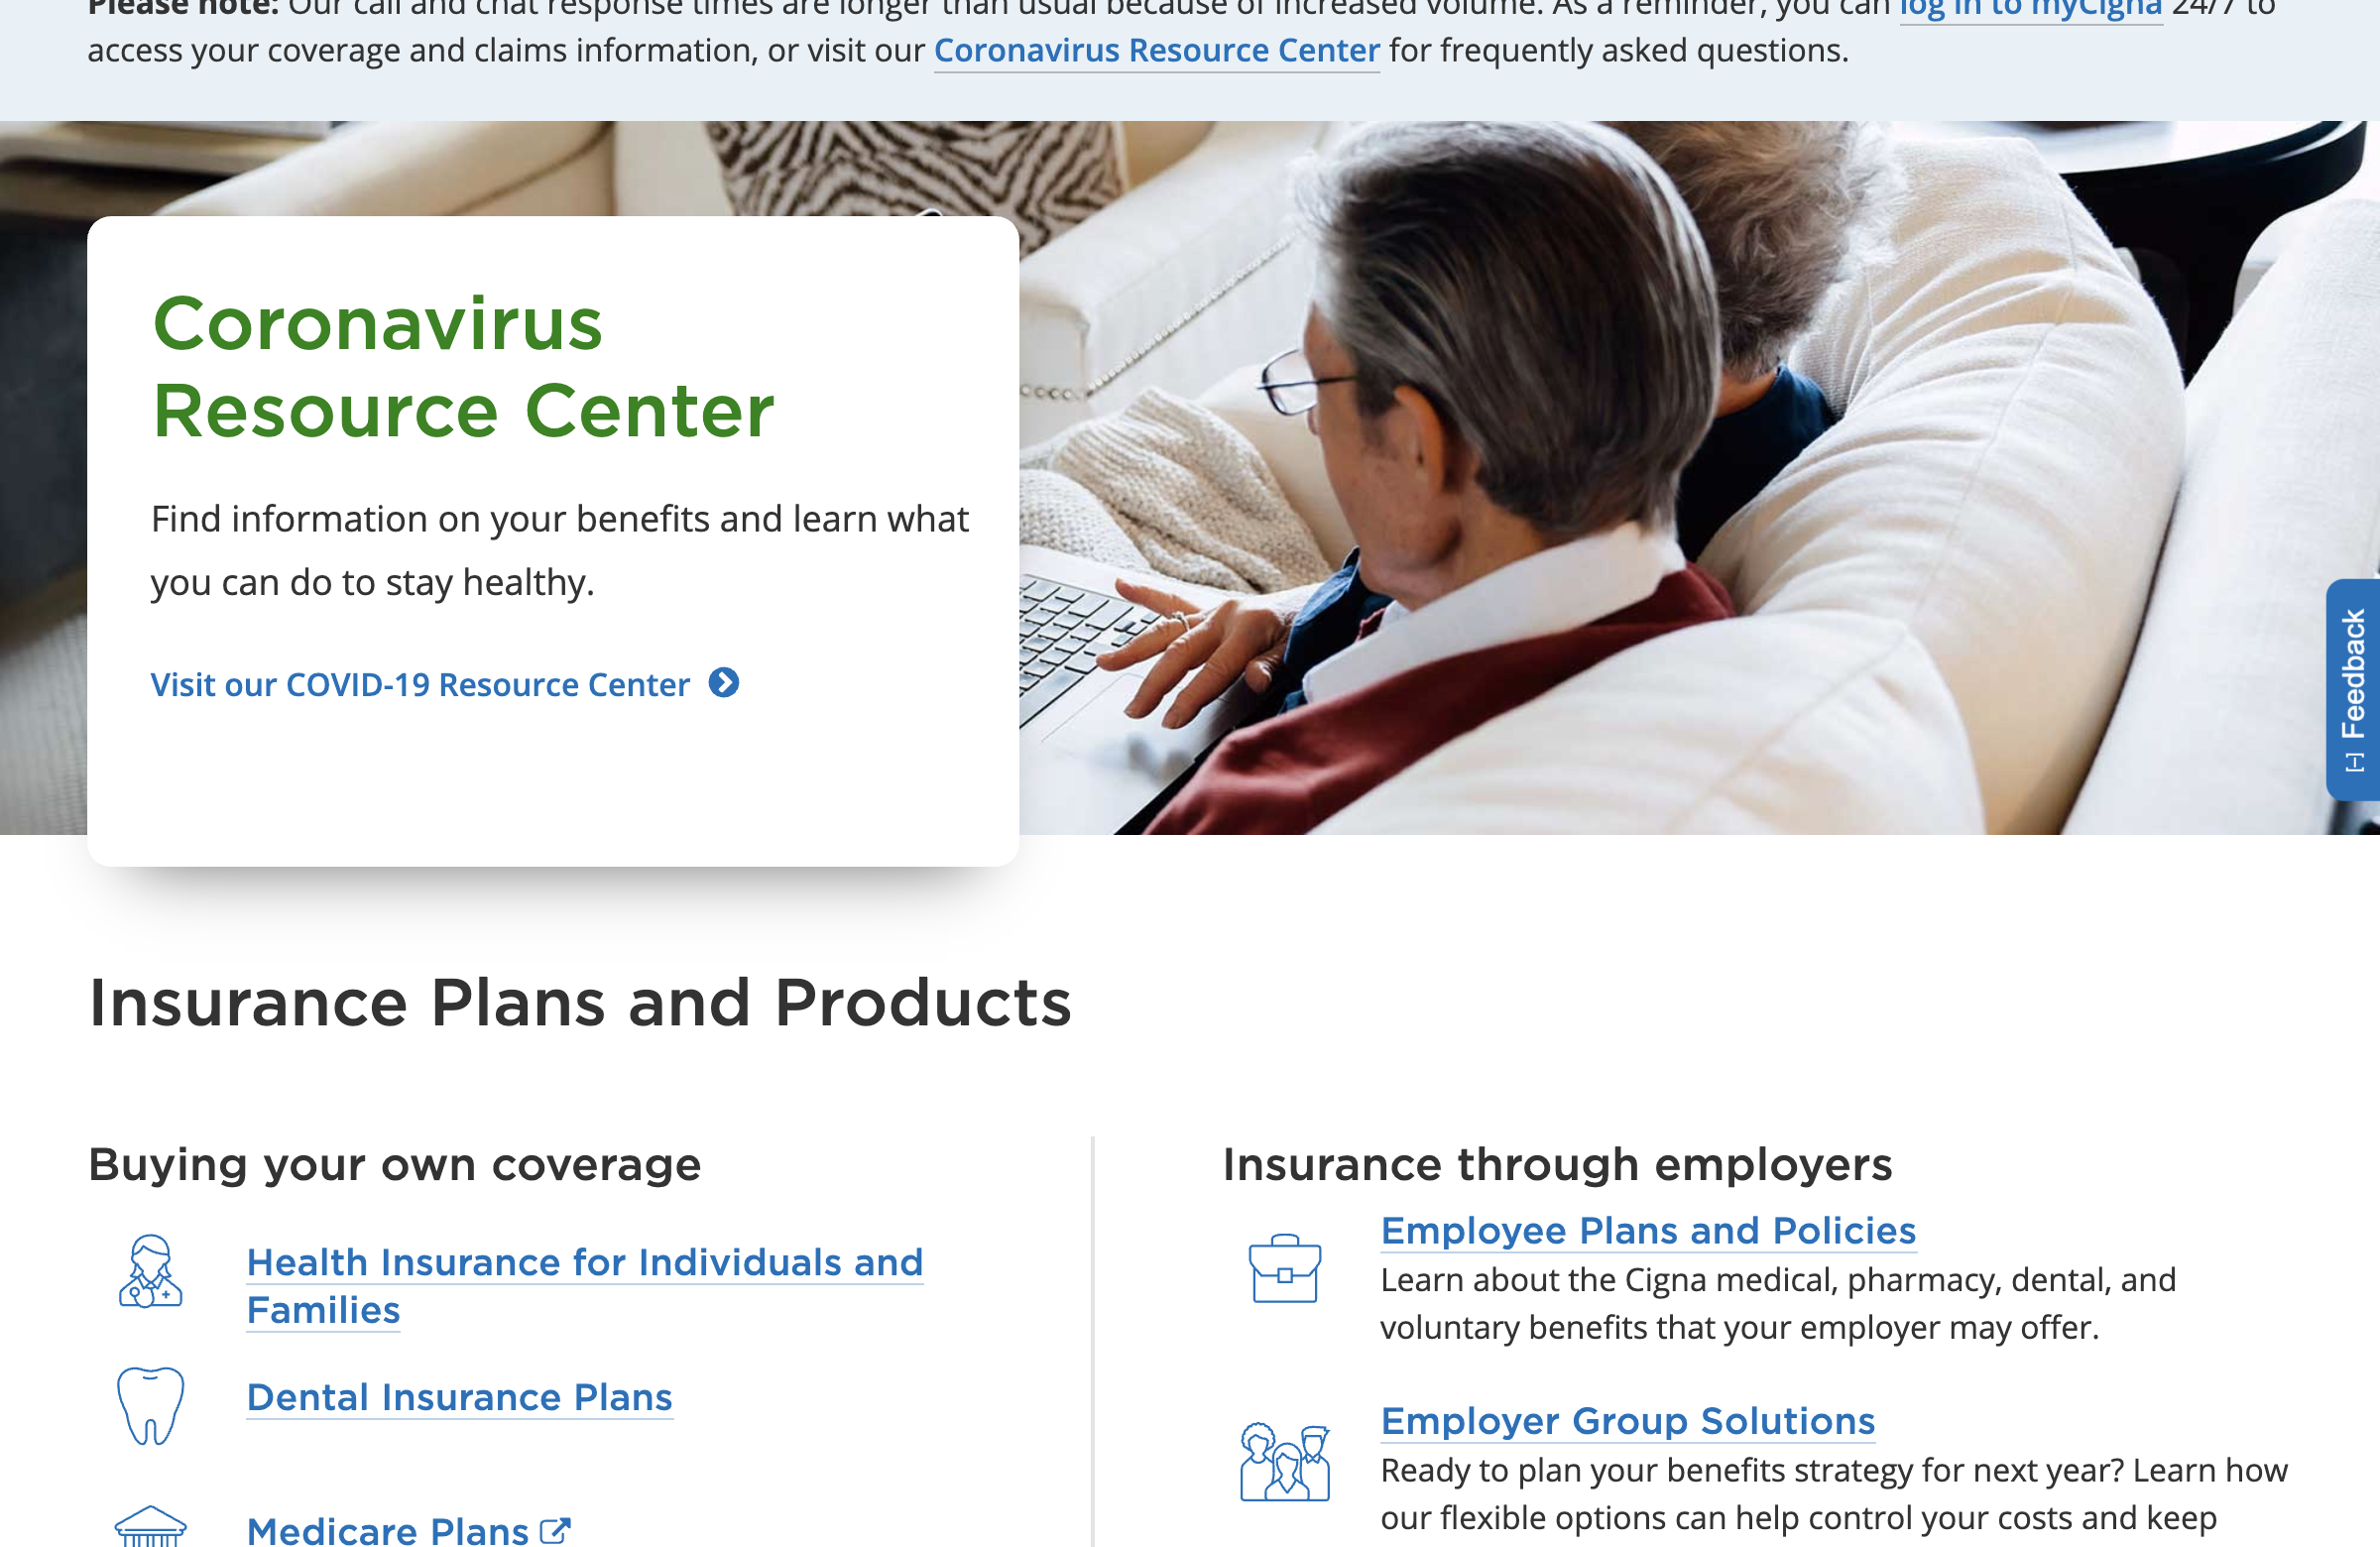 Please note: Our call and chat response times are longer than usual because of increased volume. As a reminder, you can log in to myCigna 24/7 to
access your coverage and claims information, or visit our Coronavirus Resource Center for frequently asked questions.
Coronavirus
Resource Center
Find information on your benefits and learn what
you can do to stay healthy.
Visit our COVID-19 Resource Center
[-] Feedback
Insurance Plans and Products
Buying your own coverage
Health Insurance for Individuals and
Families
Dental Insurance Plans
Medicare Plans
Insurance through employers
Employee Plans and Policies
Learn about the Cigna medical, pharmacy, dental, and
voluntary benefits that your employer may offer.
Employer Group Solutions
Ready to plan your benefits strategy for next year? Learn how
our flexible options can help control your costs and keep